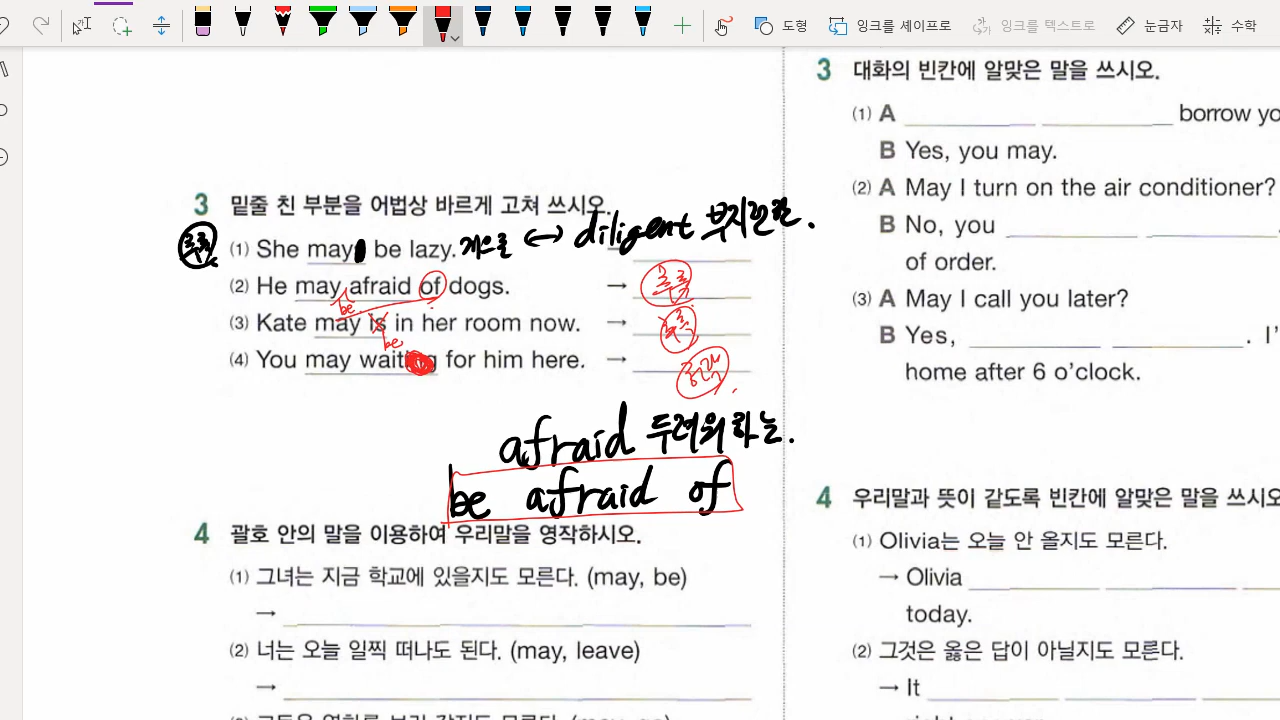 도형 잉크를 셰이프로 잉크를 텍스트로 눈금자 수학
3 밑줄 친 부분을 어법상 바르게 고쳐 쓰시오.
추측
(1) She may be lazy. 게으른 ↔ diligent 부지런한.
(2) He may afraid of dogs. → 추측
be
(3) Kate may is in her room now. → 추측
be
(4) You may waiting for him here. → 허락
afraid 두려워하는.
be afraid of
4 괄호 안의 말을 이용하여 우리말을 영작하시오.
(1) 그녀는 지금 학교에 있을지도 모른다. (may, be)
→
(2) 너는 오늘 일찍 떠나도 된다. (may, leave)
→
3 대화의 빈칸에 알맞은 말을 쓰시오.
(1) A borrow yo
B Yes, you may.
(2) A May I turn on the air conditioner?
B No, you .
of order.
(3) A May I call you later?
B Yes, . I'
home after 6 o'clock.
4 우리말과 뜻이 같도록 빈칸에 알맞은 말을 쓰시오
(1) Olivia는 오늘 안 올지도 모른다.
→ Olivia
today.
(2) 그것은 옳은 답이 아닐지도 모른다.
→ It